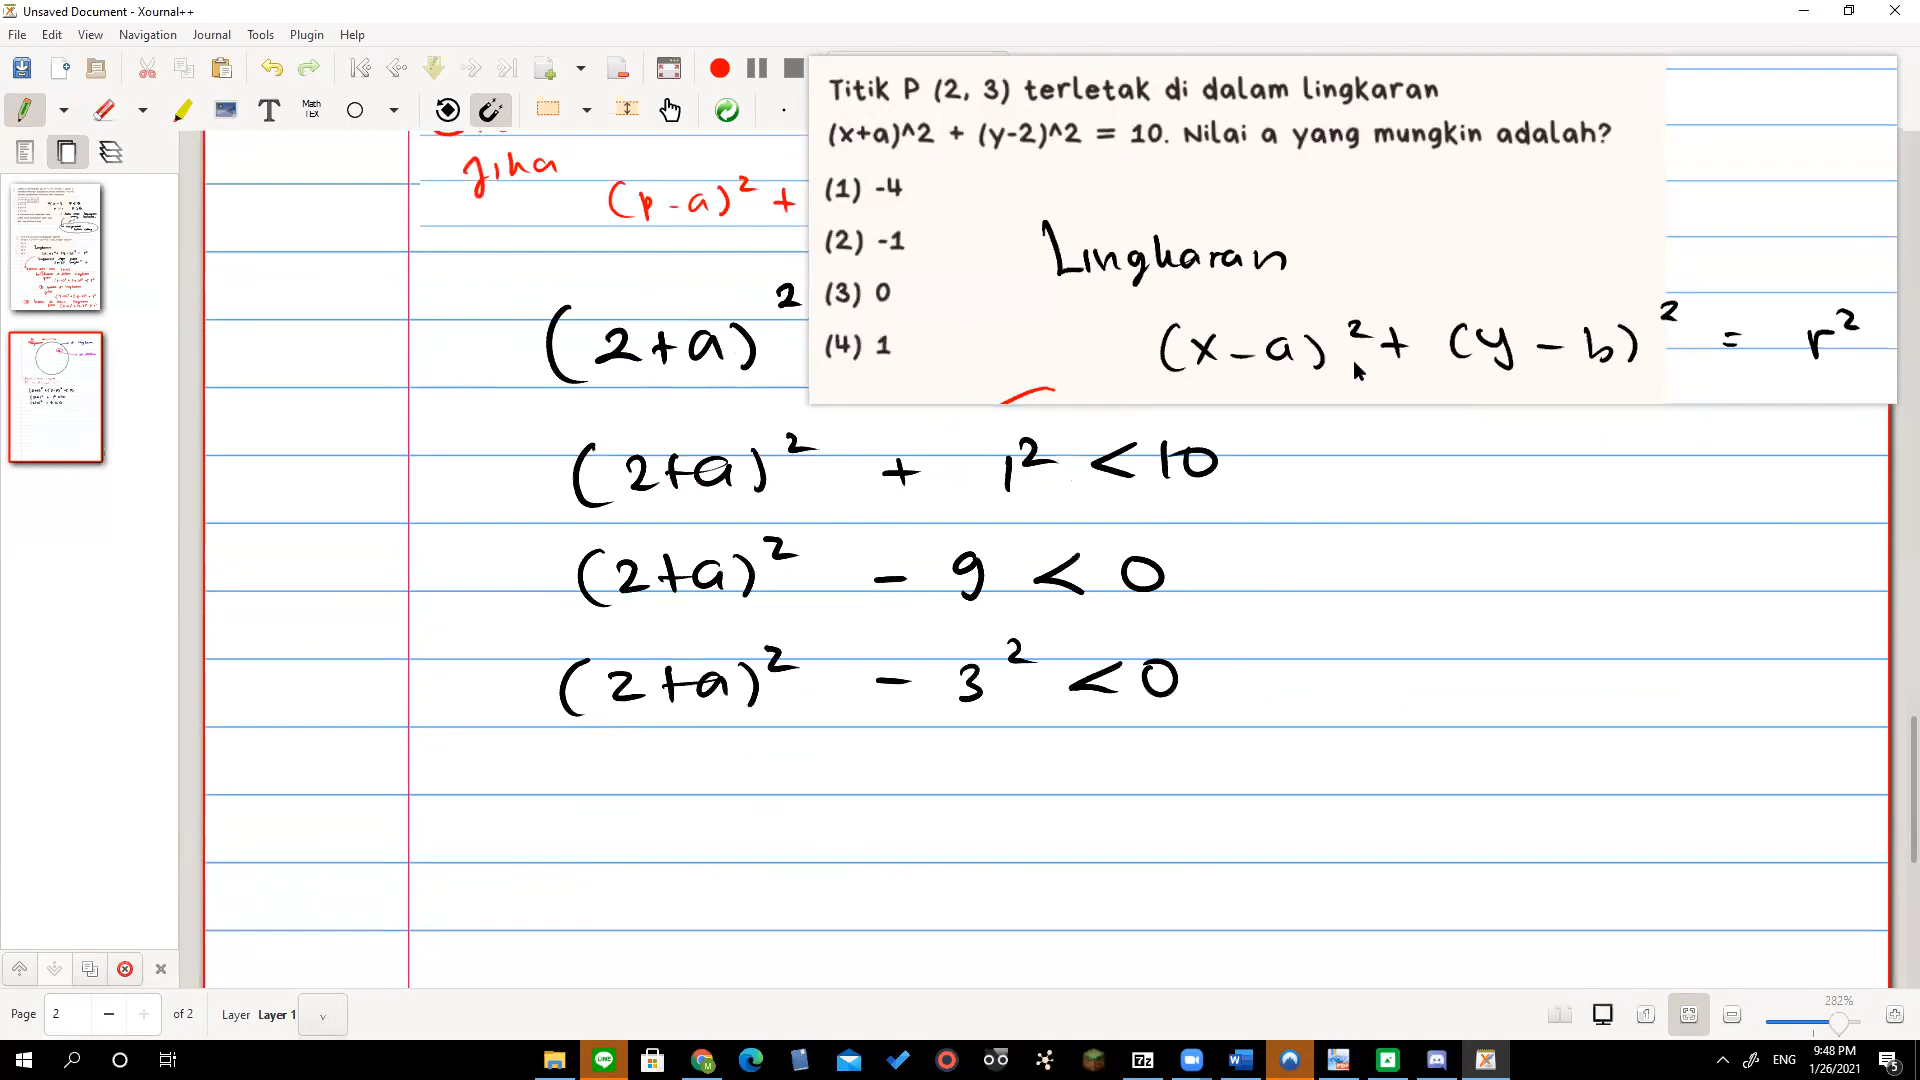 Unsaved Document - Xournal++
File Edit View Navigation Journal Tools Plugin Help
T Math TEX
Titik P (2, 3) terletak di dalam lingkaran
(x+a)^2 + (y-2)^2 = 10. Nilai a yang mungkin adalah?
(1) -4
(2) -1
(3) 0
(4) 1
Lingkaran
(x - a)² + (y - b)² = r²
Jika
(p - a)² +
(2+a)²
(2+a)² + 1² < 10
(2+a)² - 9 < 0
(2+a)² - 3² < 0
Page 2 of 2 Layer Layer 1
282%
ENG
9:48 PM
1/26/2021
5